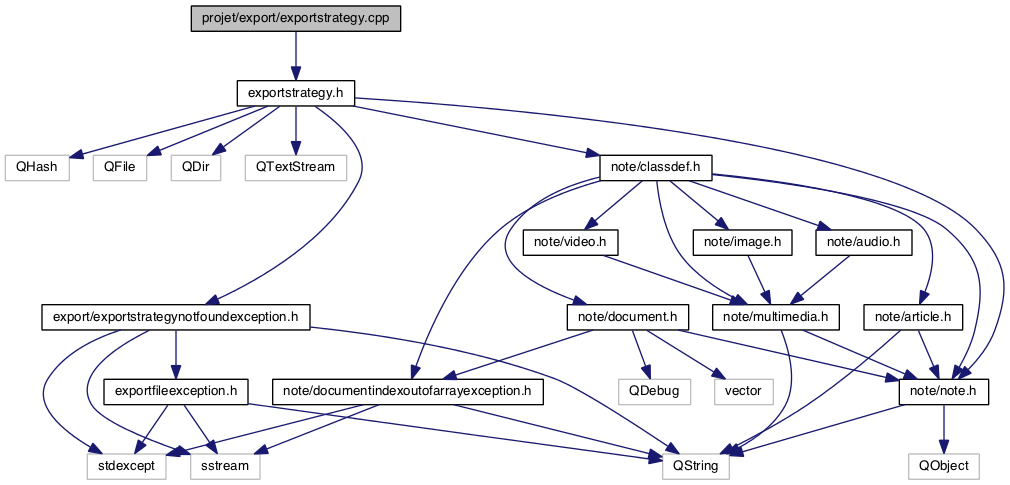 projet/export/exportstrategy.cpp
exportstrategy.h
QHash
QFile
QDir
QTextStream
note/classdef.h
note/video.h
note/image.h
note/audio.h
export/exportstrategynotfoundexception.h
note/document.h
note/multimedia.h
note/article.h
exportfileexception.h
note/documentindexoutofarrayexception.h
QDebug
vector
note/note.h
stdexcept
sstream
QString
QObject